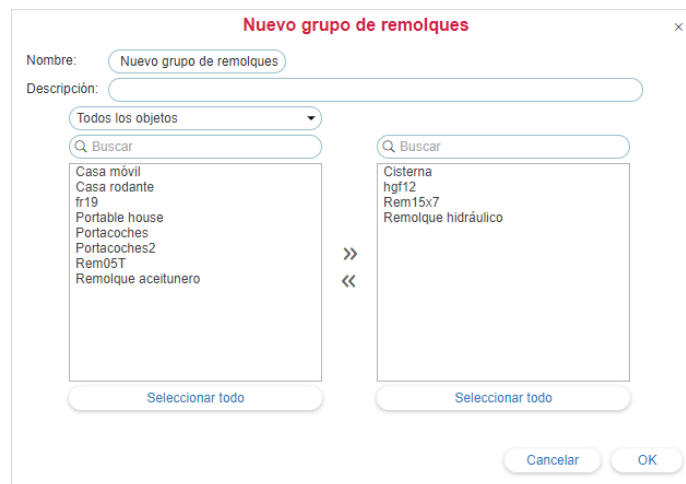 Nuevo grupo de remolques
×
Nombre:
Nuevo grupo de remolques
Descripción:
Todos los objetos
Buscar
Casa móvil
Casa rodante
fr19
Portable house
Portacoches
Portacoches2
Rem05T
Remolque aceitunero
Seleccionar todo
»
«
Buscar
Cisterna
hgf12
Rem15x7
Remolque hidráulico
Seleccionar todo
Cancelar
OK